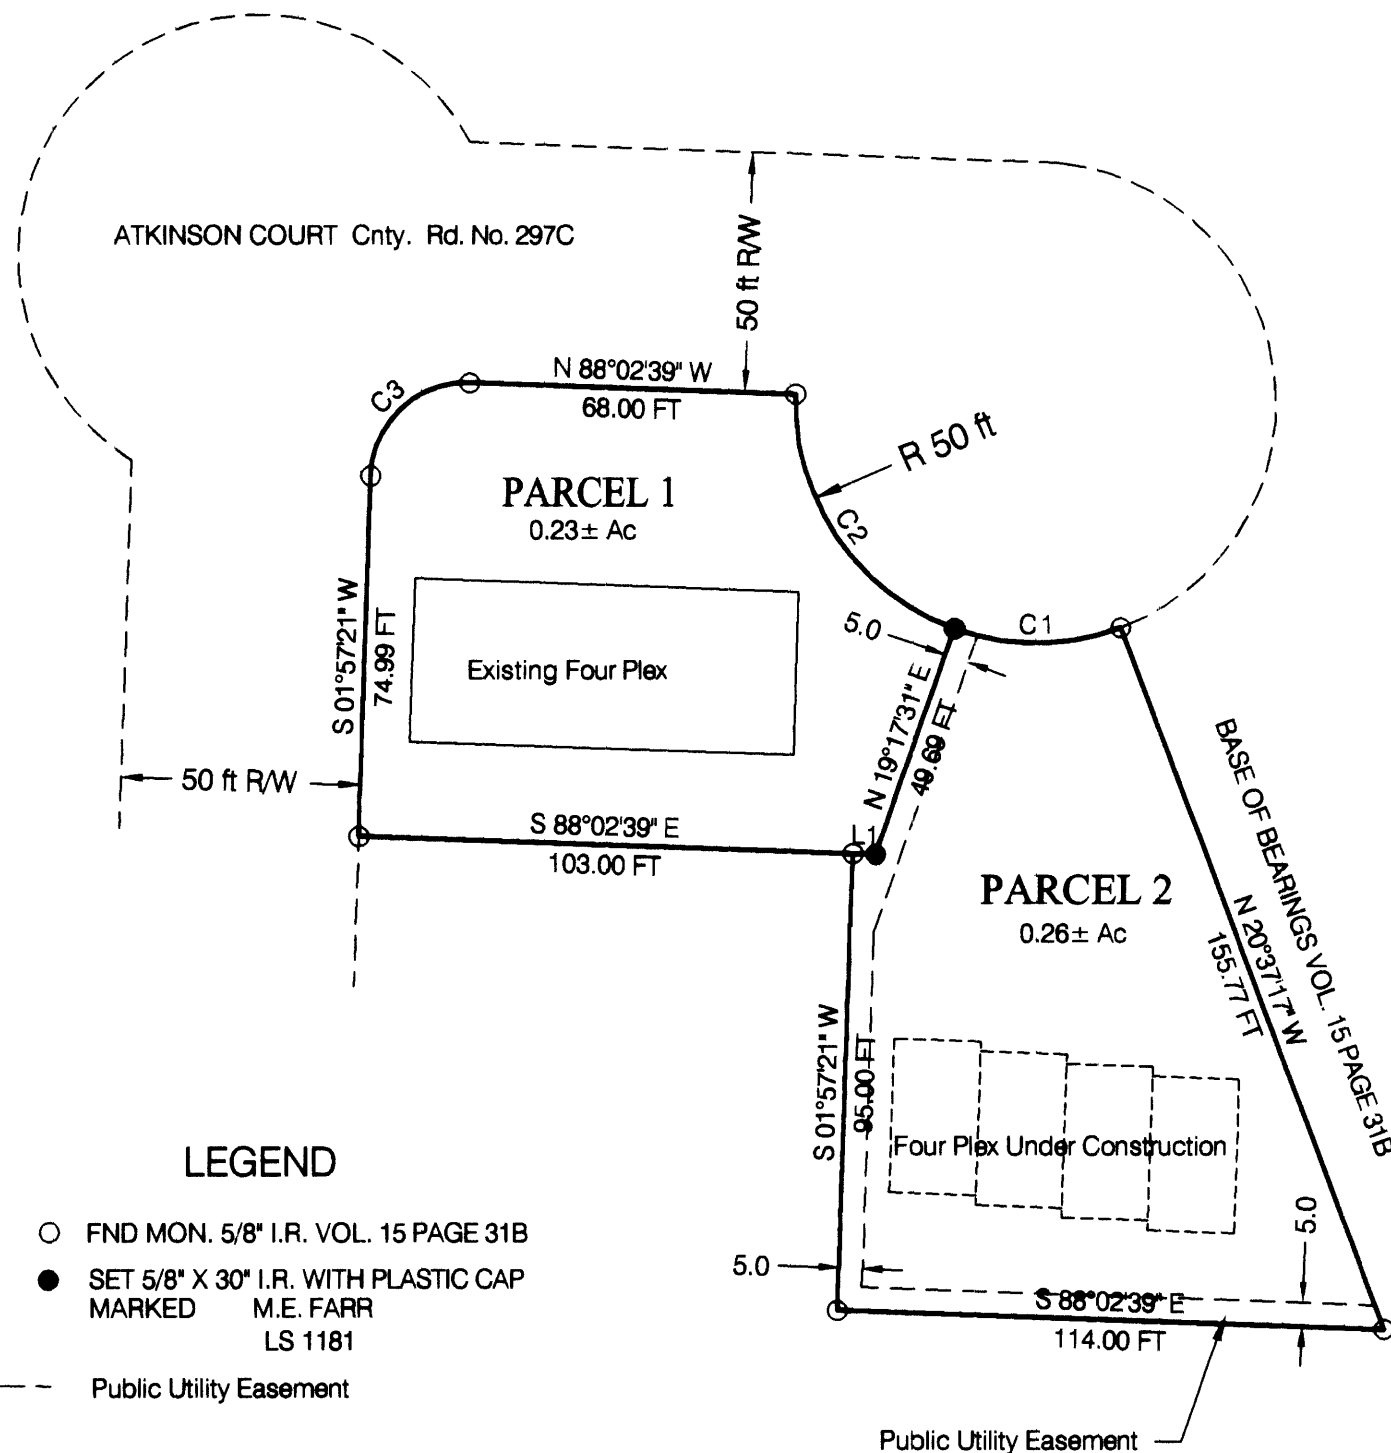 ATKINSON COURT Cnty. Rd. No. 297C
50 ft R/W
N 88°02'39" W
68.00 FT
C3
R 50 ft
PARCEL 1
0.23± Ac
C2
S 01°57'21" W
74.99 FT
Existing Four Plex
5.0
C1
N 19°17'31" E
49.69 FT
50 ft R/W
S 88°02'39" E
103.00 FT
L1
BASE OF BEARINGS VOL. 15 PAGE 31B
N 20°37'17" W
155.77 FT
PARCEL 2
0.26± Ac
S 01°57'21" W
95.00 FT
Four Plex Under Construction
LEGEND
FND MON. 5/8" I.R. VOL. 15 PAGE 31B
SET 5/8" X 30" I.R. WITH PLASTIC CAP
MARKED M.E. FARR
LS 1181
Public Utility Easement
5.0
5.0
S 88°02'39" E
114.00 FT
Public Utility Easement